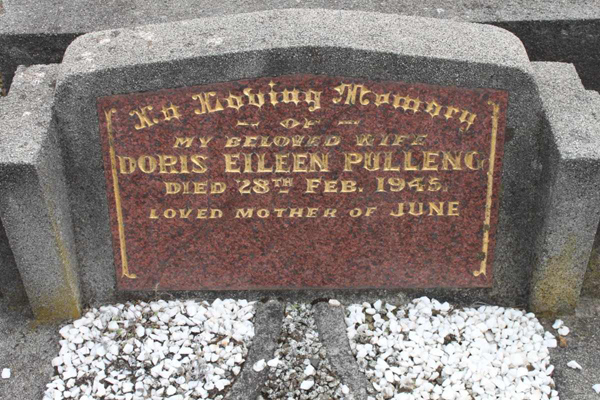 In Loving Memory
– OF –
MY BELOVED WIFE
DORIS EILEEN PULLENG
DIED 28TH FEB. 1945.
LOVED MOTHER OF JUNE